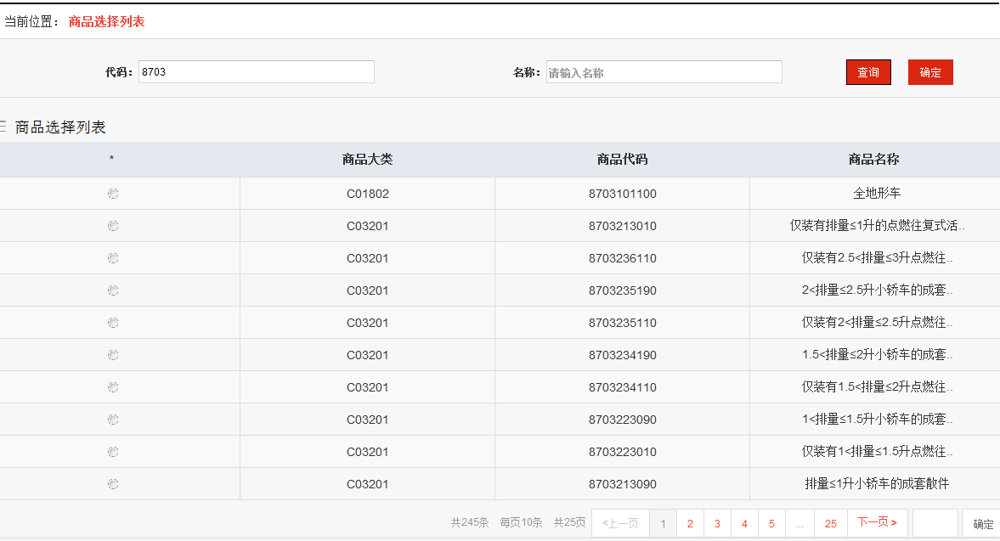 当前位置： 商品选择列表
代码： 8703 名称： 请输入名称 查询 确定
商品选择列表
* 商品大类 商品代码 商品名称
C01802 8703101100 全地形车
C03201 8703213010 仅装有排量≤1升的点燃往复式活..
C03201 8703236110 仅装有2.5<排量≤3升点燃往..
C03201 8703235190 2<排量≤2.5升小轿车的成套..
C03201 8703235110 仅装有2<排量≤2.5升点燃往..
C03201 8703234190 1.5<排量≤2升小轿车的成套..
C03201 8703234110 仅装有1.5<排量≤2升点燃往..
C03201 8703223090 1<排量≤1.5升小轿车的成套..
C03201 8703223010 仅装有1<排量≤1.5升点燃往..
C03201 8703213090 排量≤1升小轿车的成套散件
共245条 每页10条 共25页 <上一页 1 2 3 4 5 ... 25 下一页 > 确定